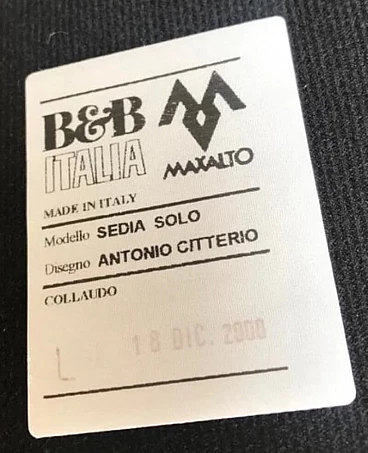 B&B
ITALIA
MAXALTO
MADE IN ITALY
Modello SEDIA SOLO
Disegno ANTONIO CITTERIO
COLLAUDO
L 18 DIC. 2000